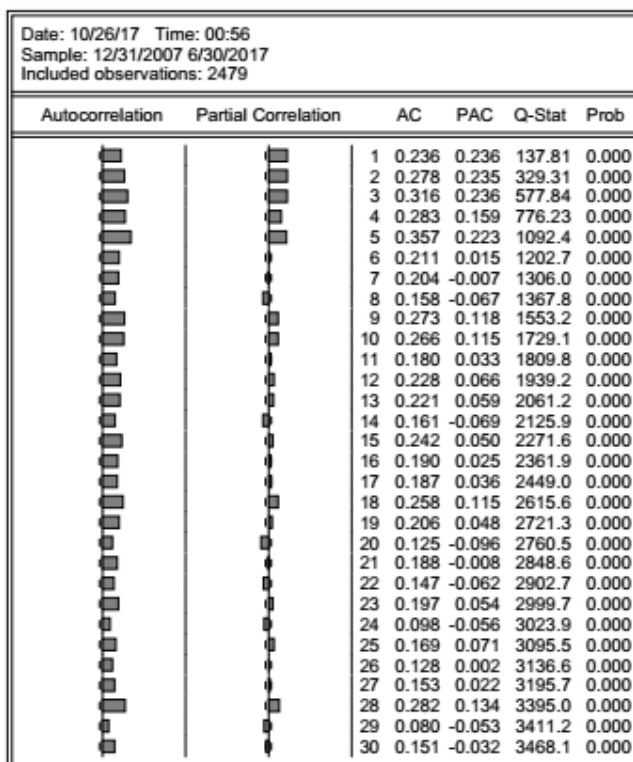 Date: 10/26/17 Time: 00:56
Sample: 12/31/2007 6/30/2017
Included observations: 2479
Autocorrelation Partial Correlation AC PAC Q-Stat Prob
1 0.236 0.236 137.81 0.000
2 0.278 0.235 329.31 0.000
3 0.316 0.236 577.84 0.000
4 0.283 0.159 776.23 0.000
5 0.357 0.223 1092.4 0.000
6 0.211 0.015 1202.7 0.000
7 0.204 -0.007 1306.0 0.000
8 0.158 -0.067 1367.8 0.000
9 0.273 0.118 1553.2 0.000
10 0.266 0.115 1729.1 0.000
11 0.180 0.033 1809.8 0.000
12 0.228 0.066 1939.2 0.000
13 0.221 0.059 2061.2 0.000
14 0.161 -0.069 2125.9 0.000
15 0.242 0.050 2271.6 0.000
16 0.190 0.025 2361.9 0.000
17 0.187 0.036 2449.0 0.000
18 0.258 0.115 2615.6 0.000
19 0.206 0.048 2721.3 0.000
20 0.125 -0.096 2760.5 0.000
21 0.188 -0.008 2848.6 0.000
22 0.147 -0.062 2902.7 0.000
23 0.197 0.054 2999.7 0.000
24 0.098 -0.056 3023.9 0.000
25 0.169 0.071 3095.5 0.000
26 0.128 0.002 3136.6 0.000
27 0.153 0.022 3195.7 0.000
28 0.282 0.134 3395.0 0.000
29 0.080 -0.053 3411.2 0.000
30 0.151 -0.032 3468.1 0.000